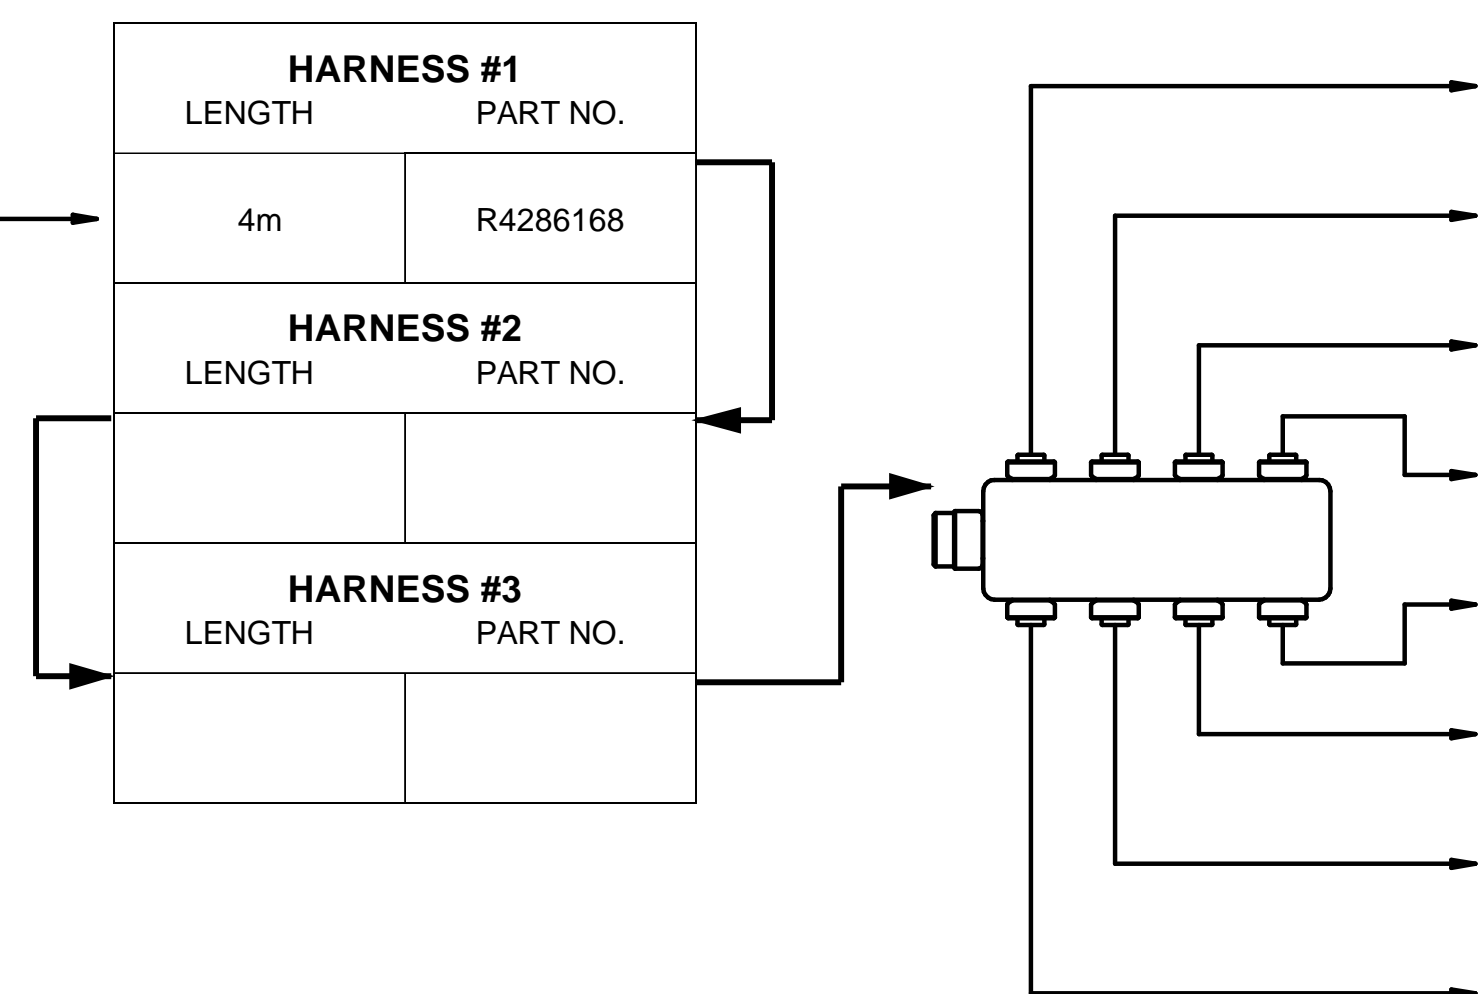 HARNESS #1
LENGTH PART NO.
4m R4286168
HARNESS #2
LENGTH PART NO.
HARNESS #3
LENGTH PART NO.